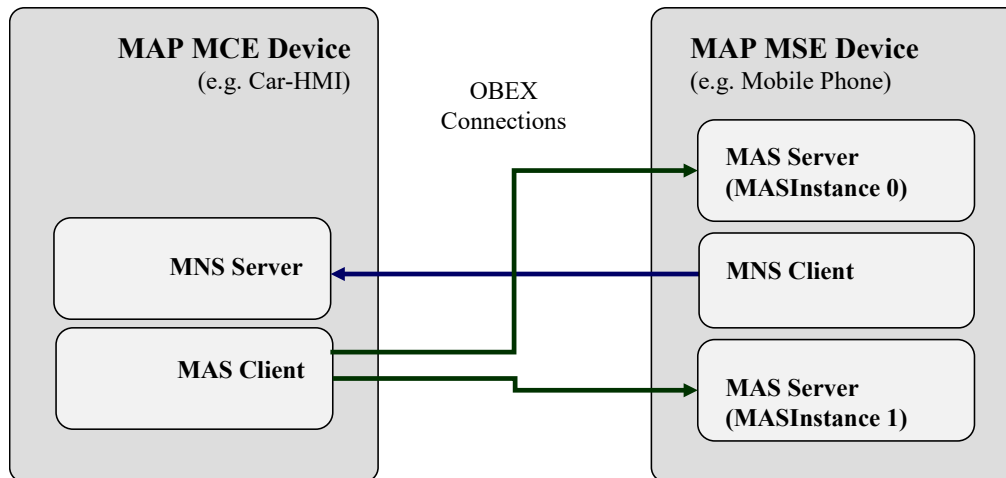 MAP MCE Device
(e.g. Car-HMI)
OBEX
Connections
MAP MSE Device
(e.g. Mobile Phone)
MAS Server
(MASInstance 0)
MNS Server
MNS Client
MAS Client
MAS Server
(MASInstance 1)